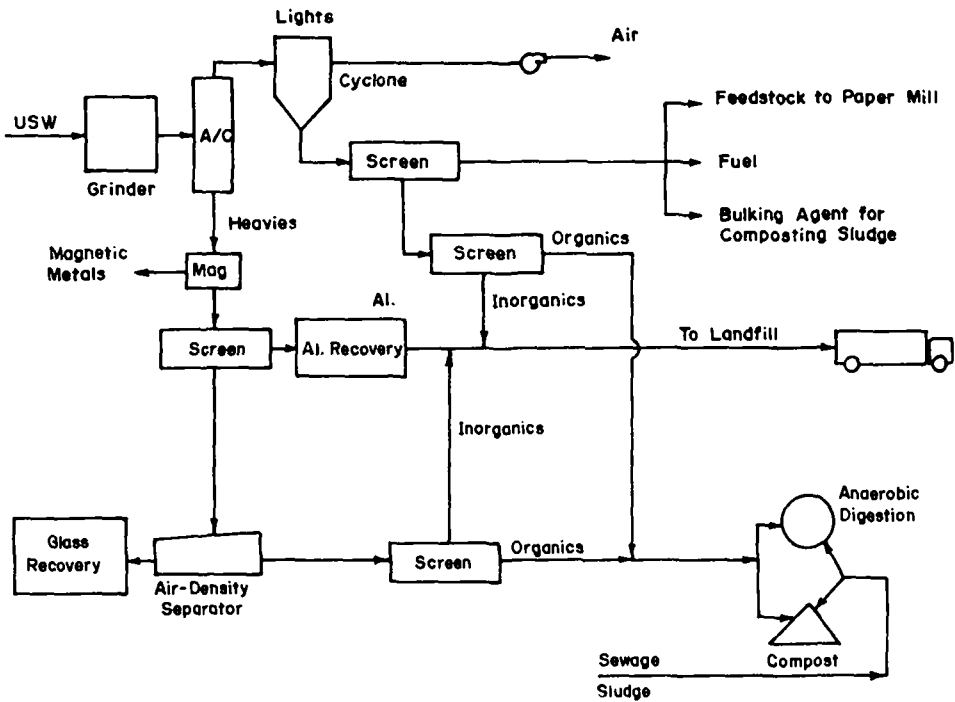 Lights
Air
Cyclone
USW
A/C
Grinder
Screen
Feedstock to Paper Mill
Fuel
Bulking Agent for
Composting Sludge
Heavies
Magnetic
Metals
Mag
Screen
Organics
Inorganics
Al.
Screen
Al. Recovery
To Landfill
Inorganics
Anaerobic
Digestion
Glass
Recovery
Air-Density
Separator
Screen
Organics
Compost
Sewage
Sludge